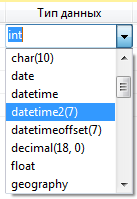 Тип данных
int
char(10)
date
datetime
datetime2(7)
datetimeoffset(7)
decimal(18, 0)
float
geography